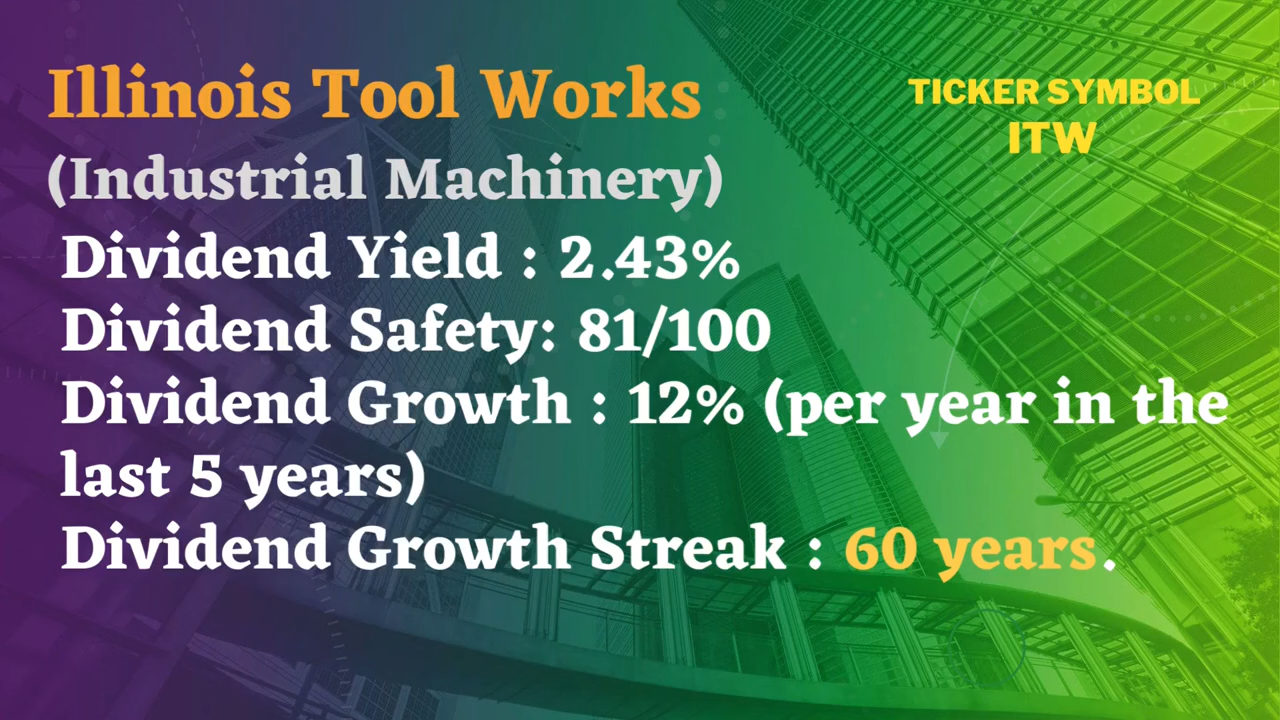 Illinois Tool Works
TICKER SYMBOL
ITW
(Industrial Machinery)
Dividend Yield : 2.43%
Dividend Safety: 81/100
Dividend Growth : 12% (per year in the
last 5 years)
Dividend Growth Streak : 60 years.